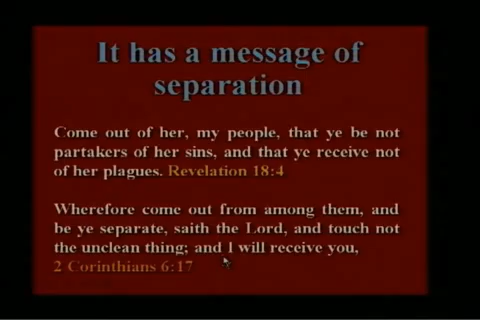 It has a message of
separation
Come out of her, my people, that ye be not
partakers of her sins, and that ye receive not
of her plagues. Revelation 18:4
Wherefore come out from among them, and
be ye separate, saith the Lord, and touch not
the unclean thing; and I will receive you,
2 Corinthians 6:17